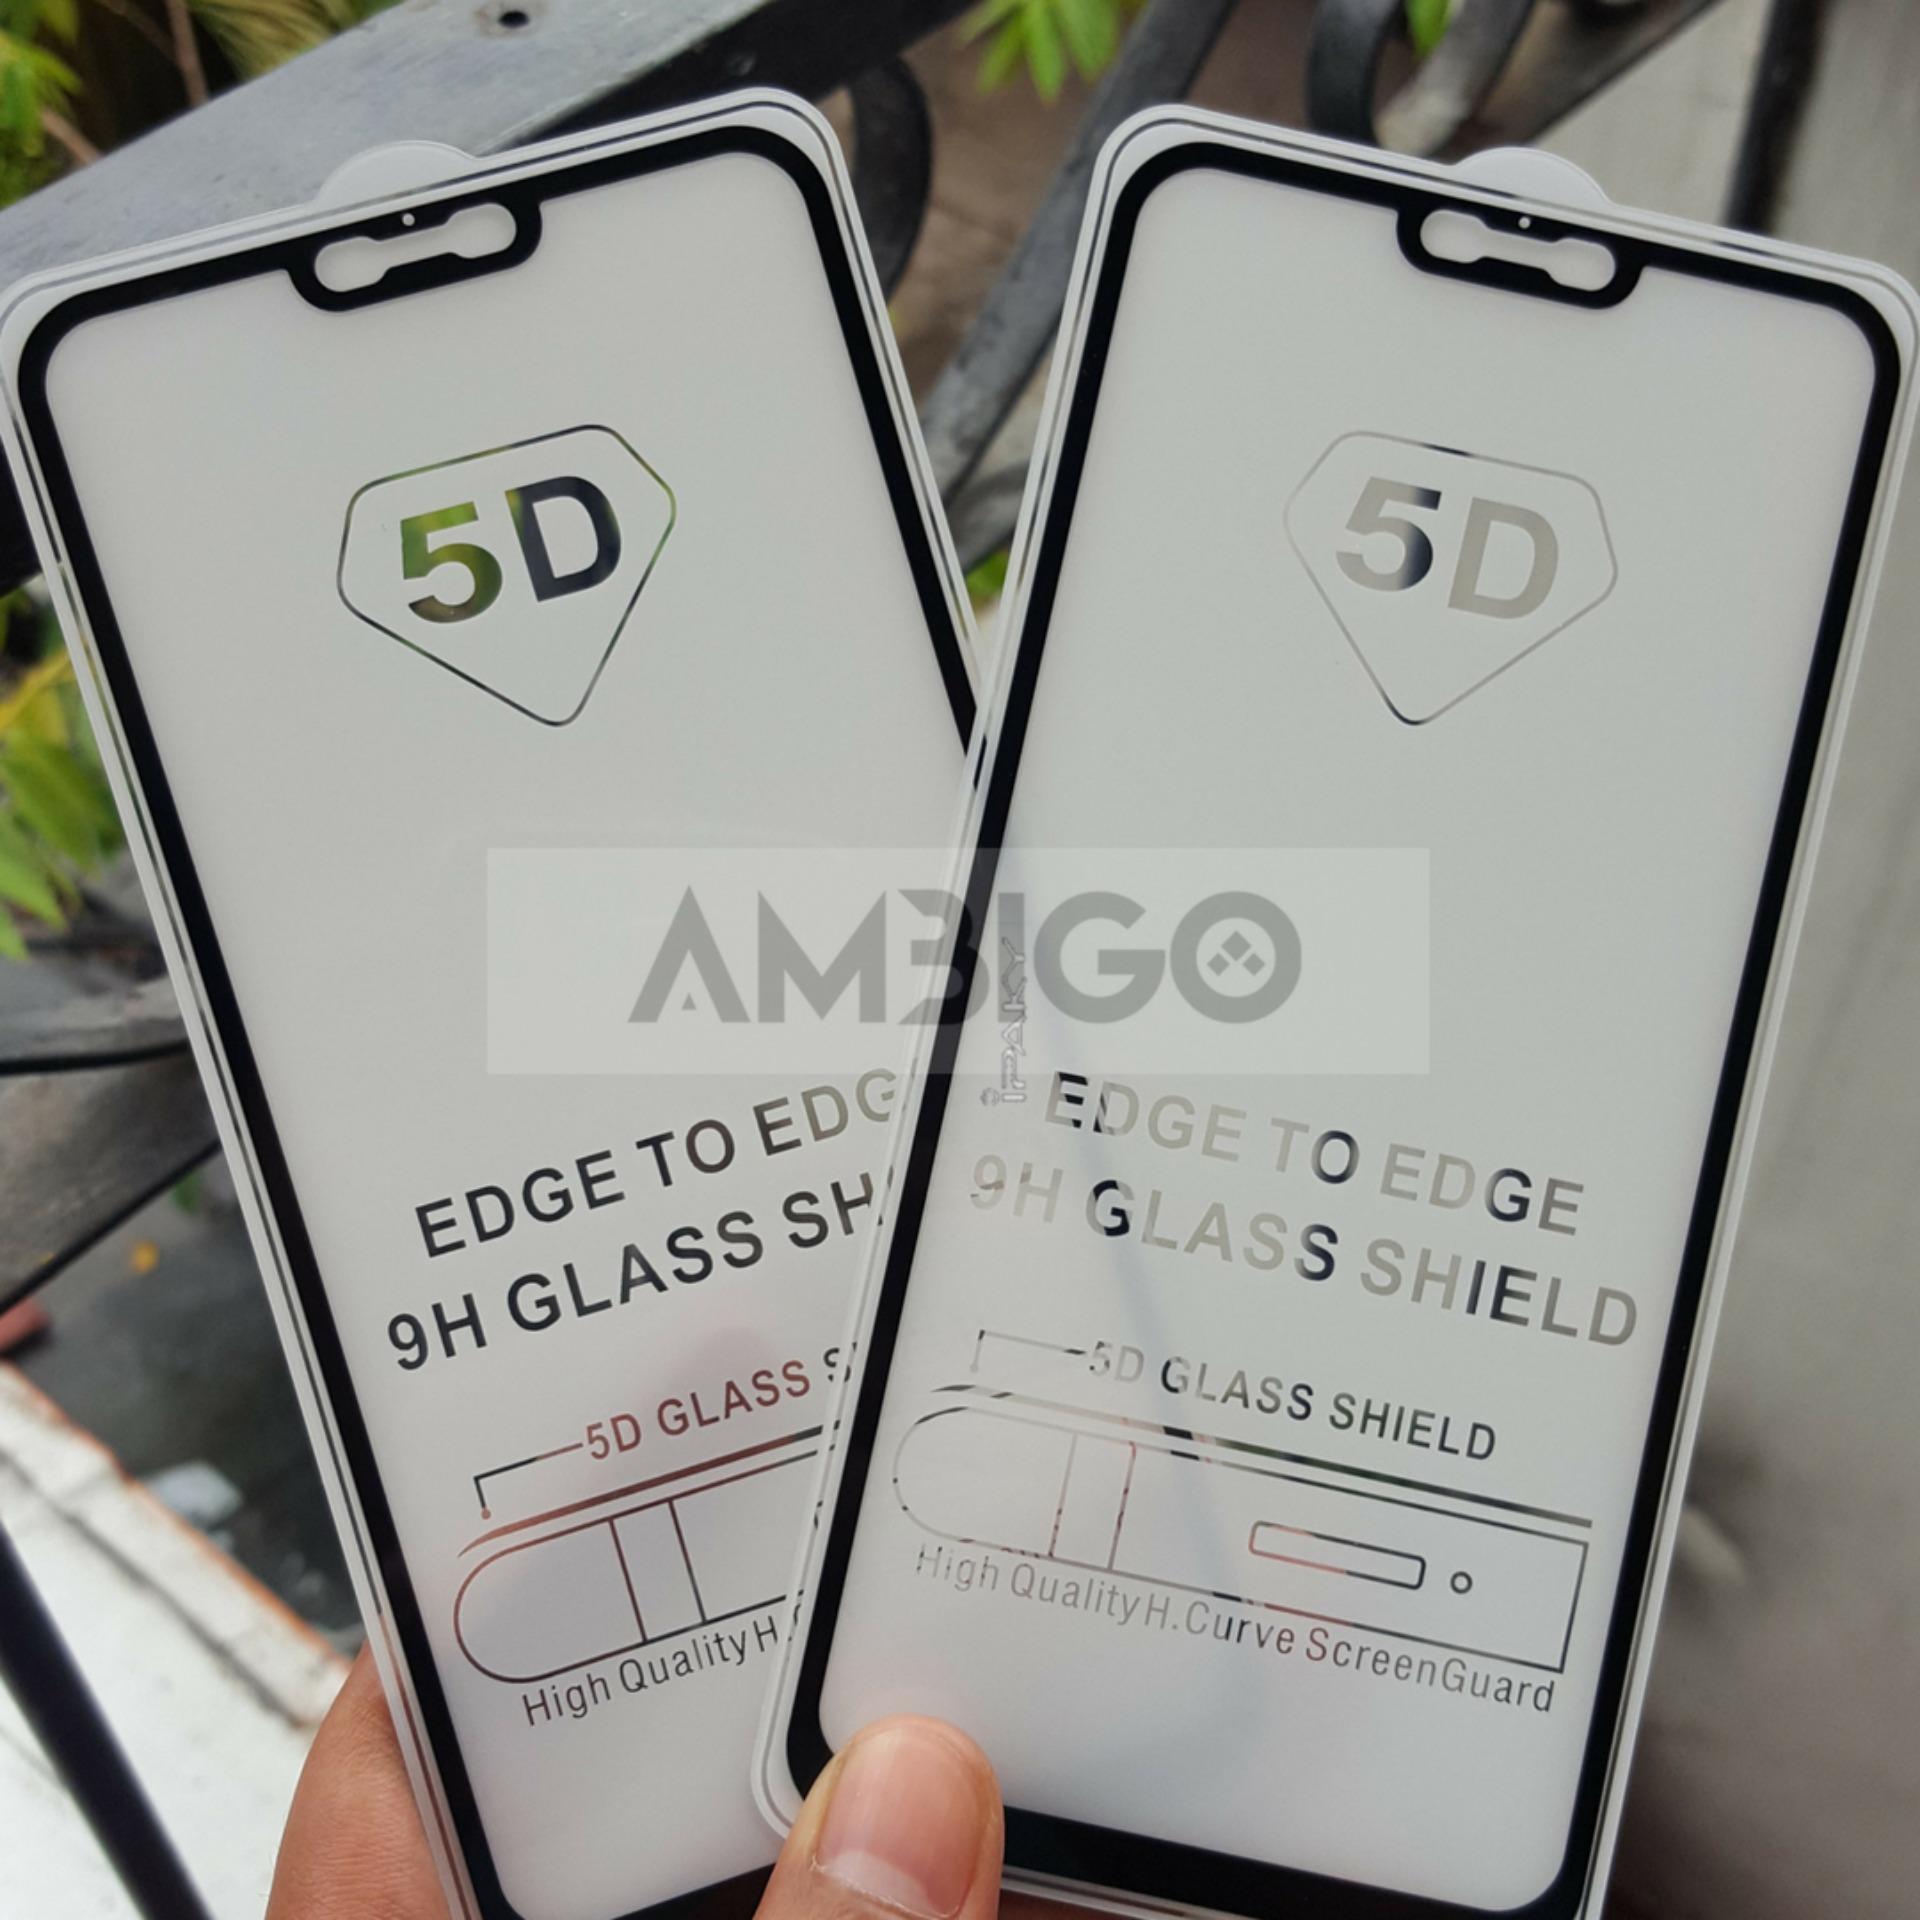 5D
5D
AMBIGO
iPAKY
EDGE TO EDG
9H GLASS SH
5D GLASS S
High Quality H.
EDGE TO EDGE
9H GLASS SHIELD
5D GLASS SHIELD
High Quality H.Curve ScreenGuard